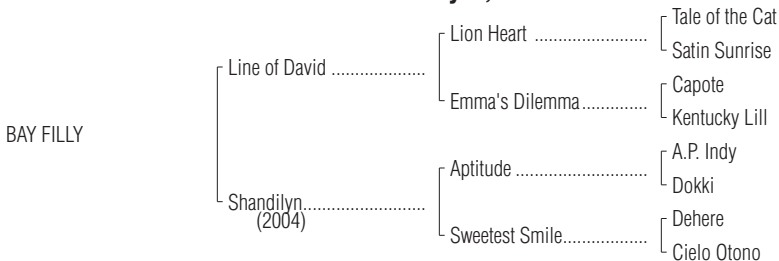 Tale of the Cat
Lion Heart ........................
Satin Sunrise
Line of David .....................
Capote
Emma's Dilemma ..............
Kentucky Lill
BAY FILLY
A.P. Indy
Aptitude ............................
Dokki
Shandilyn ...........................
(2004)
Dehere
Sweetest Smile ..................
Cielo Otono